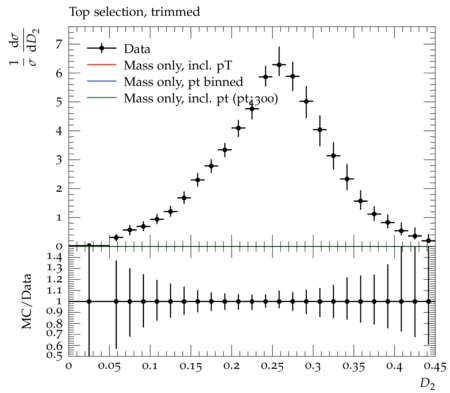 Top selection, trimmed
1/σ dσ/dD₂
7
6
5
4
3
2
1
0
Data
Mass only, incl. pT
Mass only, pt binned
Mass only, incl. pt (pt¿300)
MC/Data
1.4
1.3
1.2
1.1
1
0.9
0.8
0.7
0.6
0.5
0 0.05 0.1 0.15 0.2 0.25 0.3 0.35 0.4 0.45
D₂